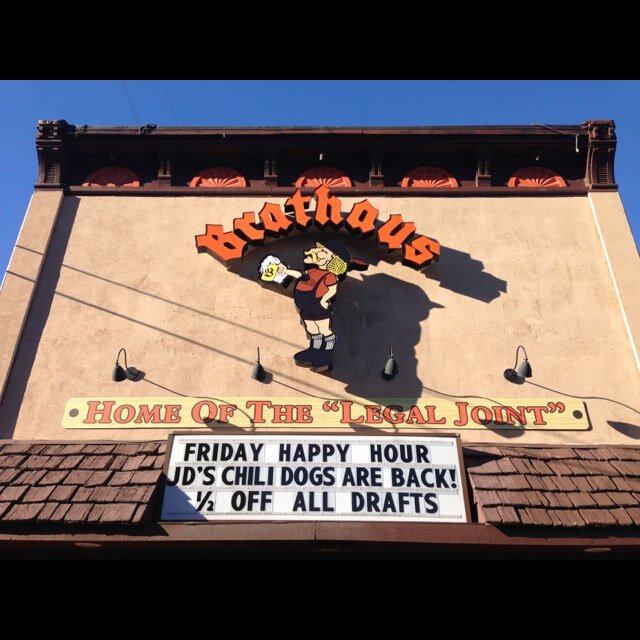 Brathaus
B
HOME OF THE "LEGAL JOINT"
FRIDAY HAPPY HOUR
JD'S CHILI DOGS ARE BACK!
½ OFF ALL DRAFTS